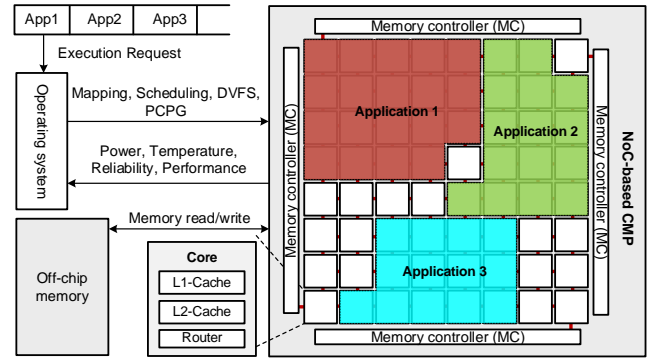 App1
App2
App3
Execution Request
Operating system
Mapping, Scheduling, DVFS,
PCPG
Power, Temperature,
Reliability, Performance
Memory read/write
Off-chip
memory
Core
L1-Cache
L2-Cache
Router
Memory controller (MC)
Memory controller (MC)
Application 1
Application 2
Application 3
Memory controller (MC)
Memory controller (MC)
NoC-based CMP